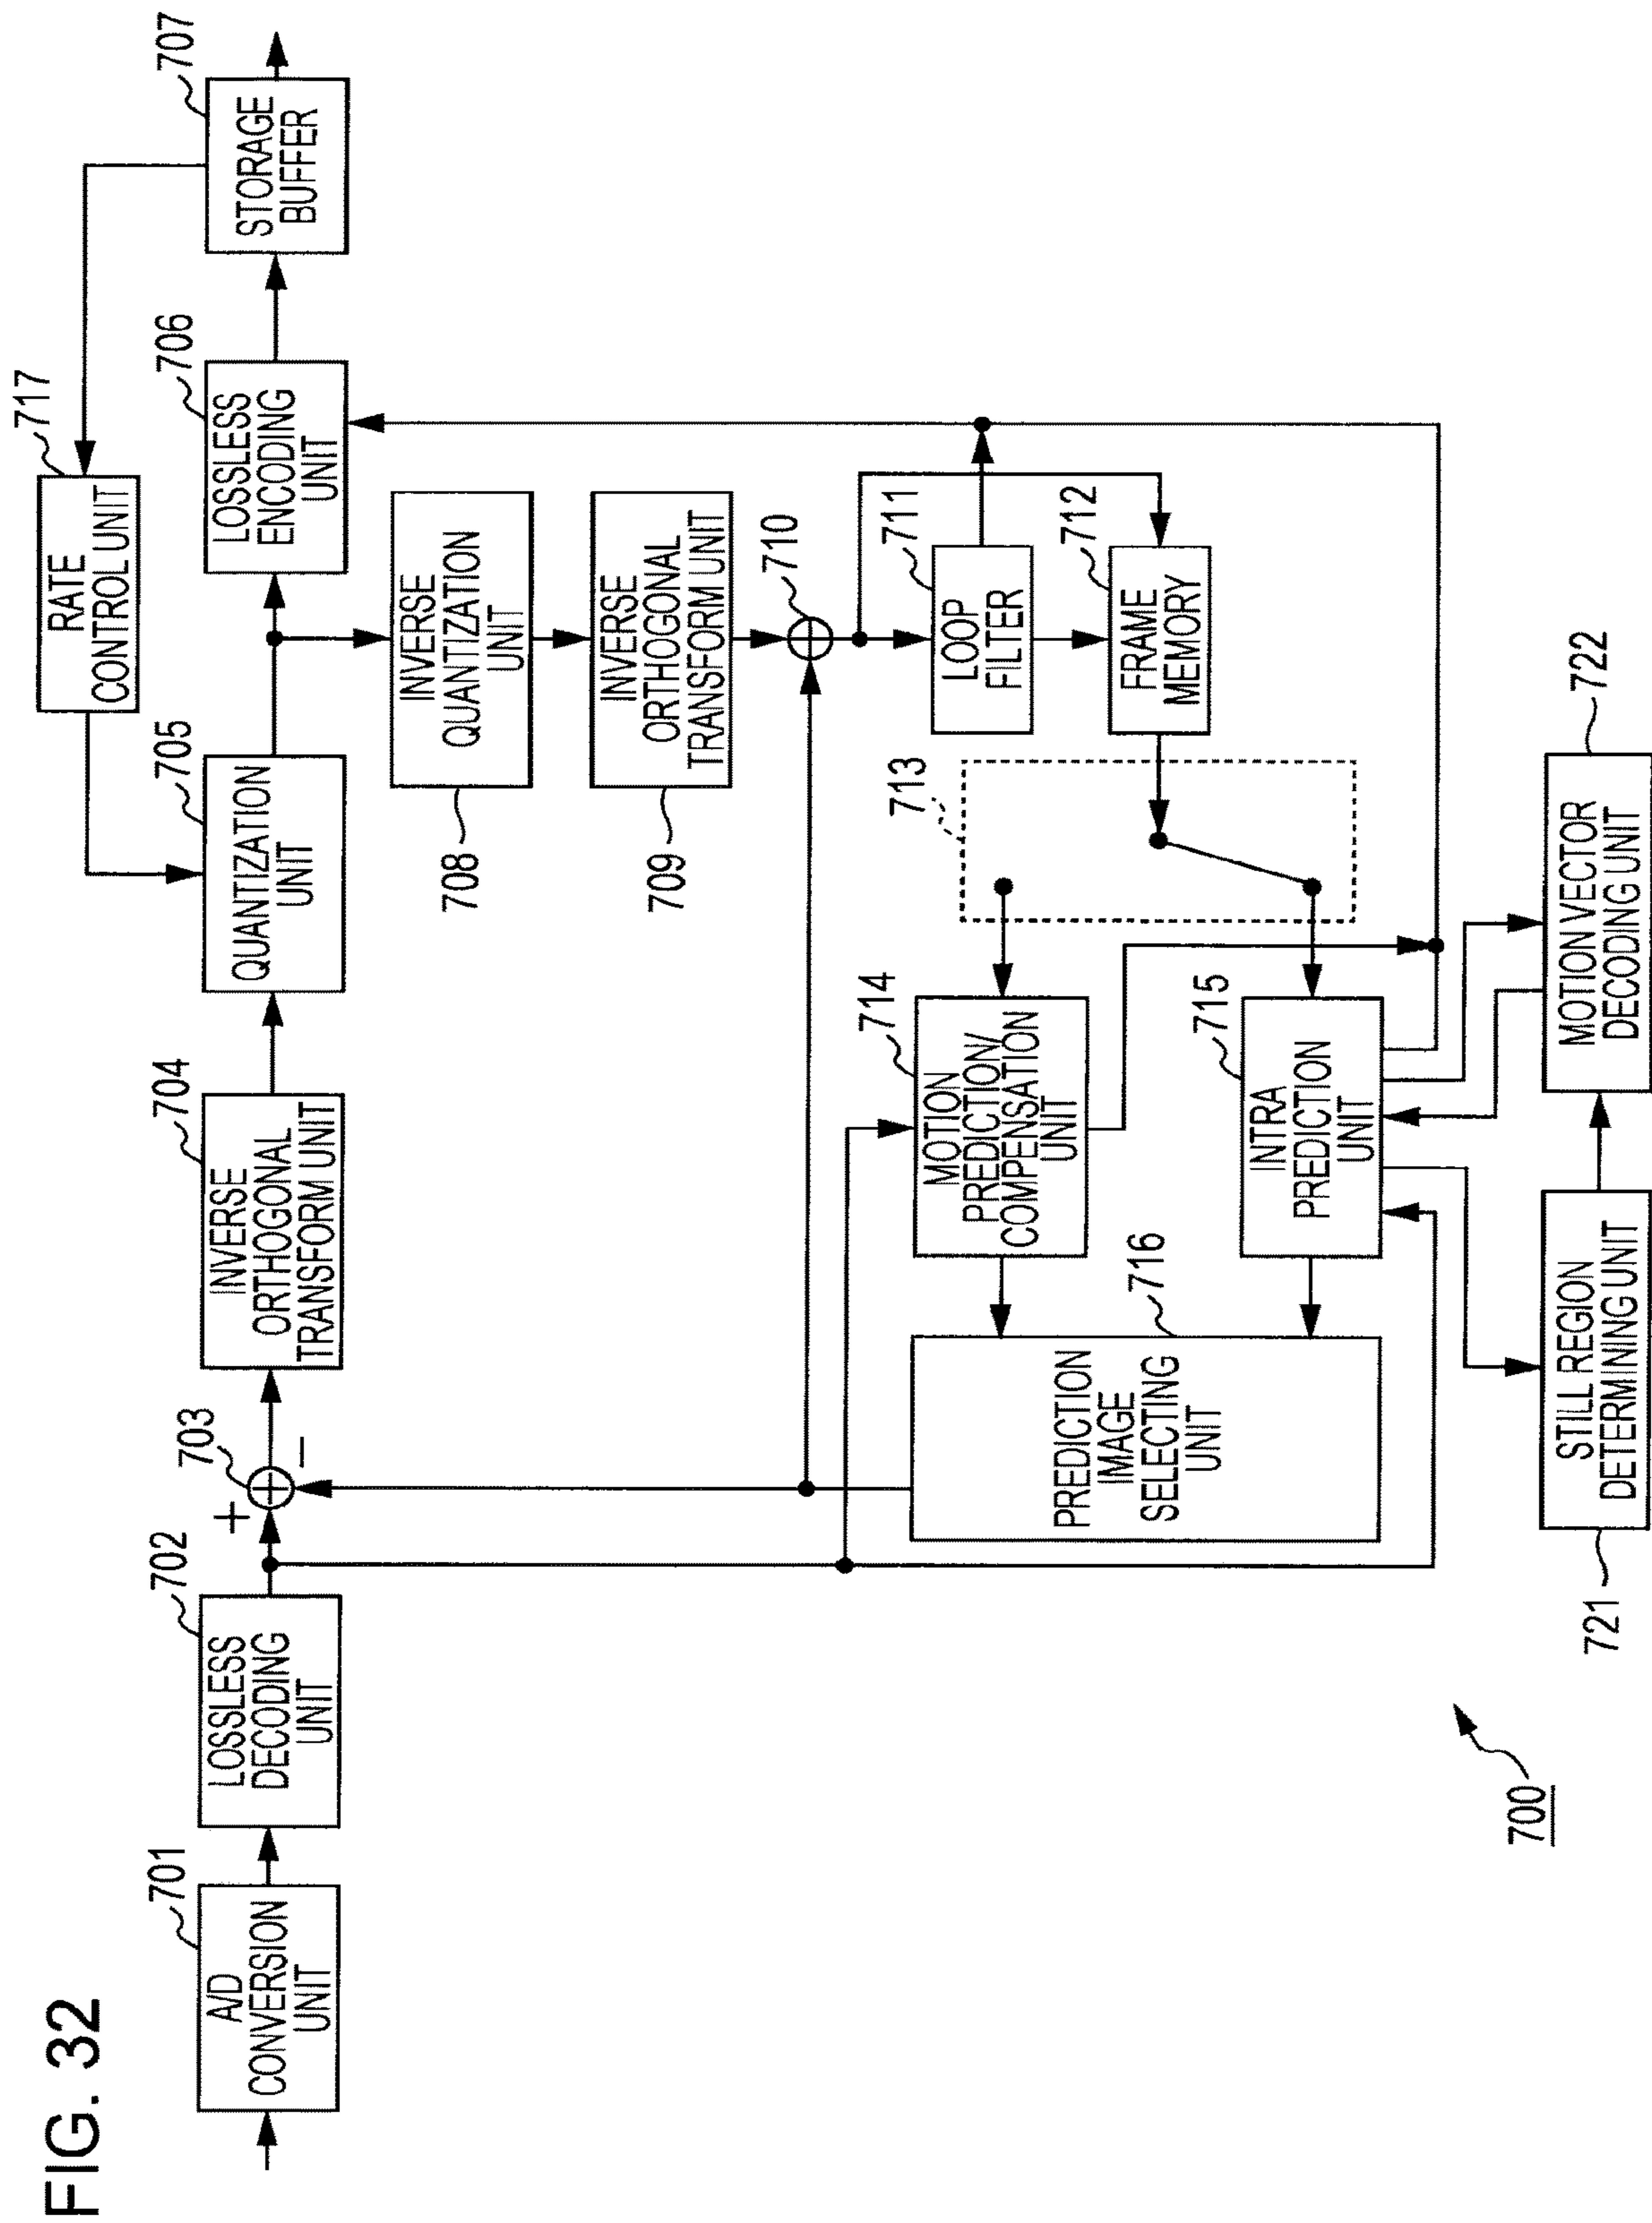 FIG. 32
701
A/D
CONVERSION
UNIT
702
LOSSLESS
DECODING
UNIT
703
+
−
704
INVERSE
ORTHOGONAL
TRANSFORM UNIT
705
QUANTIZATION
UNIT
717
RATE
CONTROL UNIT
706
LOSSLESS
ENCODING
UNIT
707
STORAGE
BUFFER
INVERSE
QUANTIZATION
UNIT
708
INVERSE
ORTHOGONAL
TRANSFORM UNIT
709
710
711
LOOP
FILTER
712
FRAME
MEMORY
713
714
MOTION
PREDICTION/
COMPENSATION
UNIT
715
INTRA
PREDICTION
UNIT
716
PREDICTION
IMAGE
SELECTING
UNIT
721
STILL REGION
DETERMINING UNIT
722
MOTION VECTOR
DECODING UNIT
700